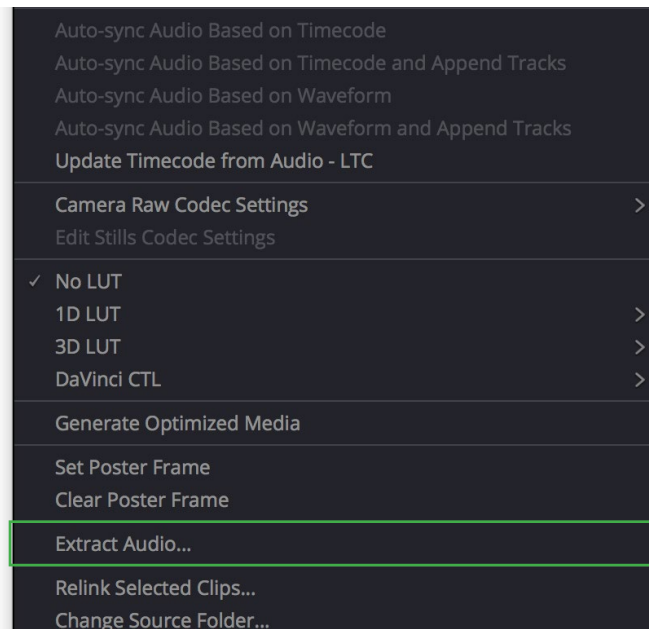 Auto-sync Audio Based on Timecode
Auto-sync Audio Based on Timecode and Append Tracks
Auto-sync Audio Based on Waveform
Auto-sync Audio Based on Waveform and Append Tracks
Update Timecode from Audio - LTC
Camera Raw Codec Settings
Edit Stills Codec Settings
No LUT
1D LUT
3D LUT
DaVinci CTL
Generate Optimized Media
Set Poster Frame
Clear Poster Frame
Extract Audio...
Relink Selected Clips...
Change Source Folder...